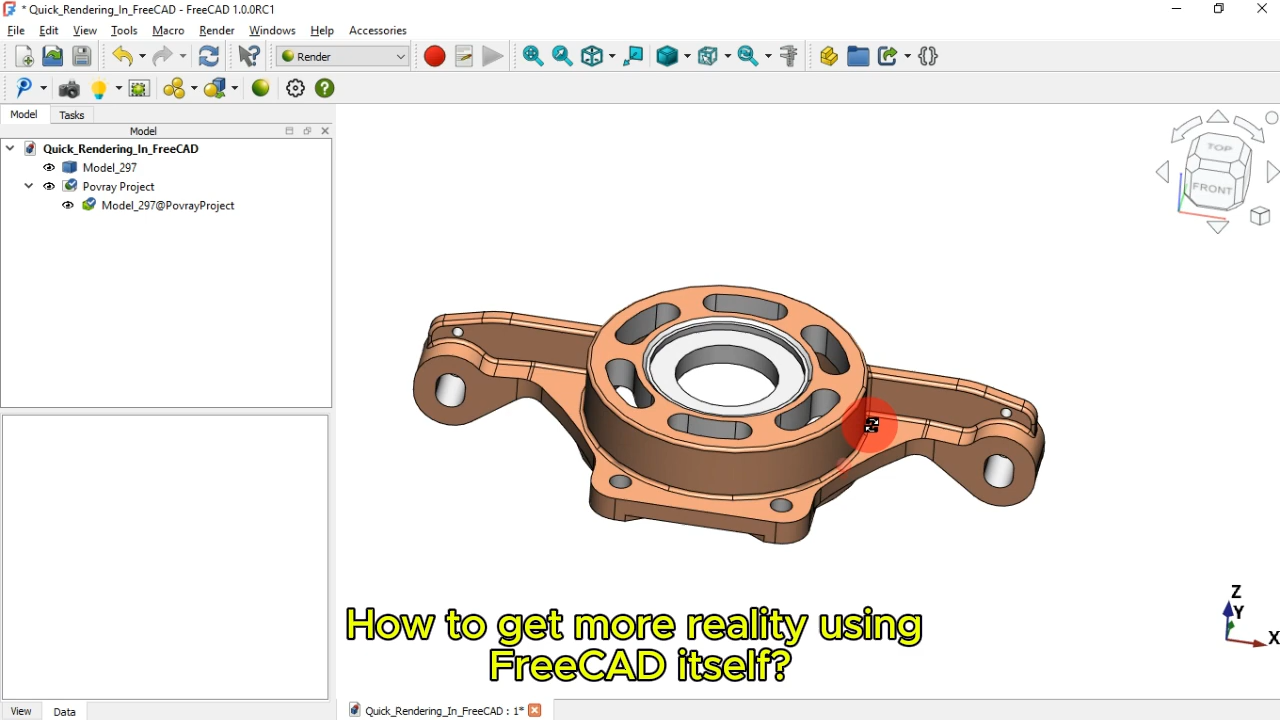 * Quick_Rendering_In_FreeCAD - FreeCAD 1.0.0RC1
File Edit View Tools Macro Render Windows Help Accessories
Render
Model Tasks
Model
Quick_Rendering_In_FreeCAD
Model_297
Povray Project
Model_297@PovrayProject
TOP
FRONT
Z
Y
X
How to get more reality using
FreeCAD itself?
View Data
Quick_Rendering_In_FreeCAD : 1*